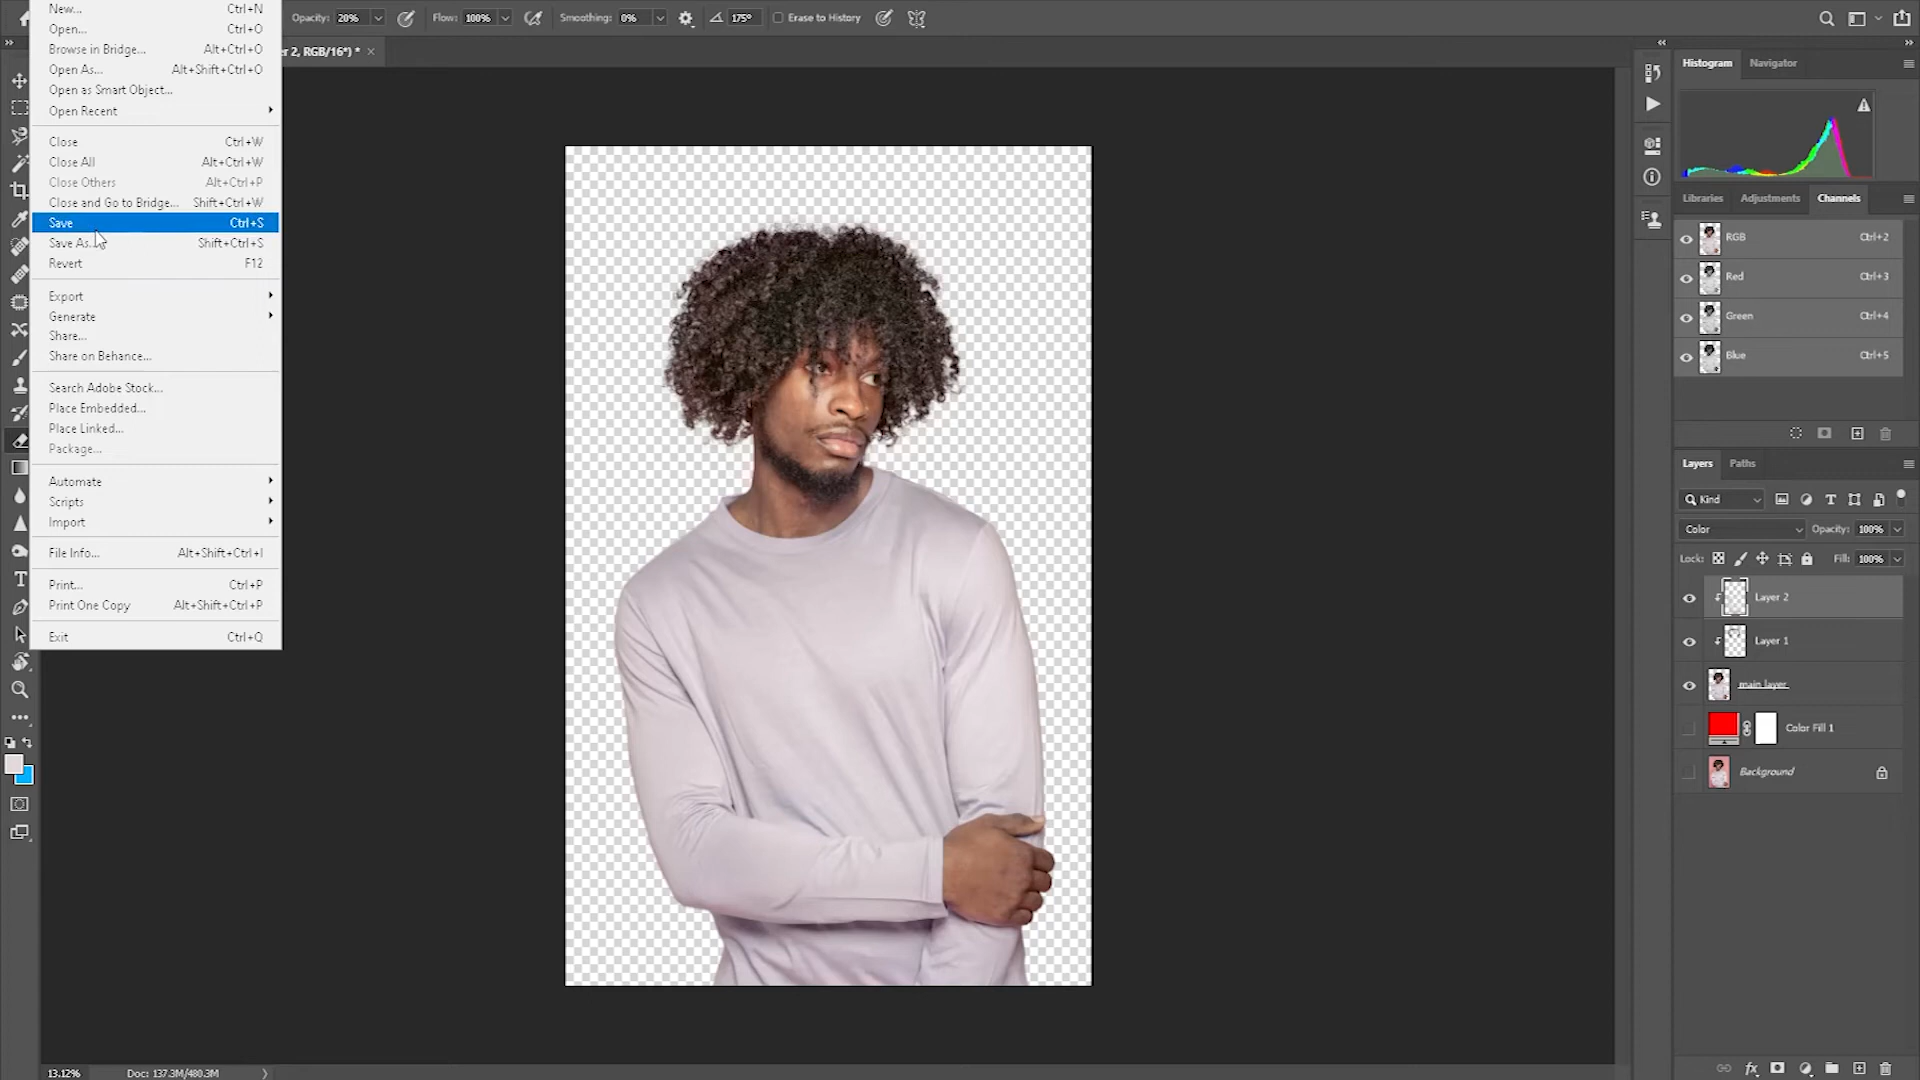 Opacity: 20% Flow: 100% Smoothing: 0% 175° Erase to History
r 2, RGB/16*) * ×
New... Ctrl+N
Open... Ctrl+O
Browse in Bridge... Alt+Ctrl+O
Open As... Alt+Shift+Ctrl+O
Open as Smart Object...
Open Recent
Close Ctrl+W
Close All Alt+Ctrl+W
Close Others Alt+Ctrl+P
Close and Go to Bridge... Shift+Ctrl+W
Save Ctrl+S
Save As... Shift+Ctrl+S
Revert F12
Export
Generate
Share...
Share on Behance...
Search Adobe Stock...
Place Embedded...
Place Linked...
Package...
Automate
Scripts
Import
File Info... Alt+Shift+Ctrl+I
Print... Ctrl+P
Print One Copy Alt+Shift+Ctrl+P
Exit Ctrl+Q
Histogram Navigator
Libraries Adjustments Channels
RGB Ctrl+2
Red Ctrl+3
Green Ctrl+4
Blue Ctrl+5
Layers Paths
Kind
Color Opacity: 100%
Lock: Fill: 100%
Layer 2
Layer 1
main layer
Color Fill 1
Background
13.12% Doc: 137.3M/480.3M